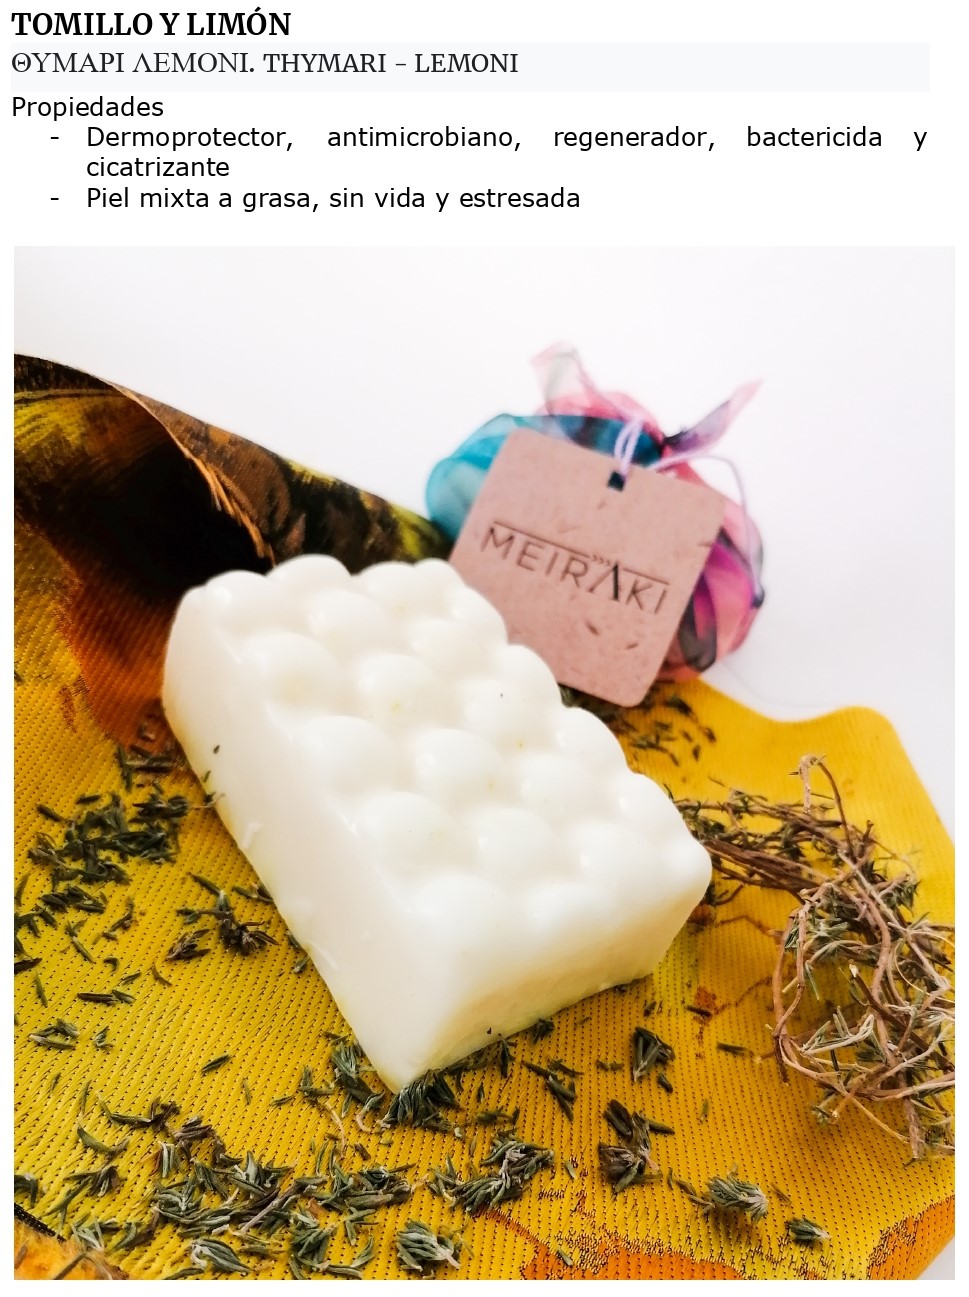 TOMILLO Y LIMÓN
ΘΥΜΑΡΙ ΛΕΜΟΝΙ. THYMARI - LEMONI
Propiedades
- Dermoprotector, antimicrobiano, regenerador, bactericida y
cicatrizante
- Piel mixta a grasa, sin vida y estresada
MEIRΛKI